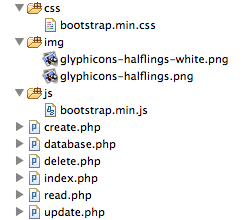 css
bootstrap.min.css
img
glyphicons-halflings-white.png
glyphicons-halflings.png
js
bootstrap.min.js
create.php
database.php
delete.php
index.php
read.php
update.php